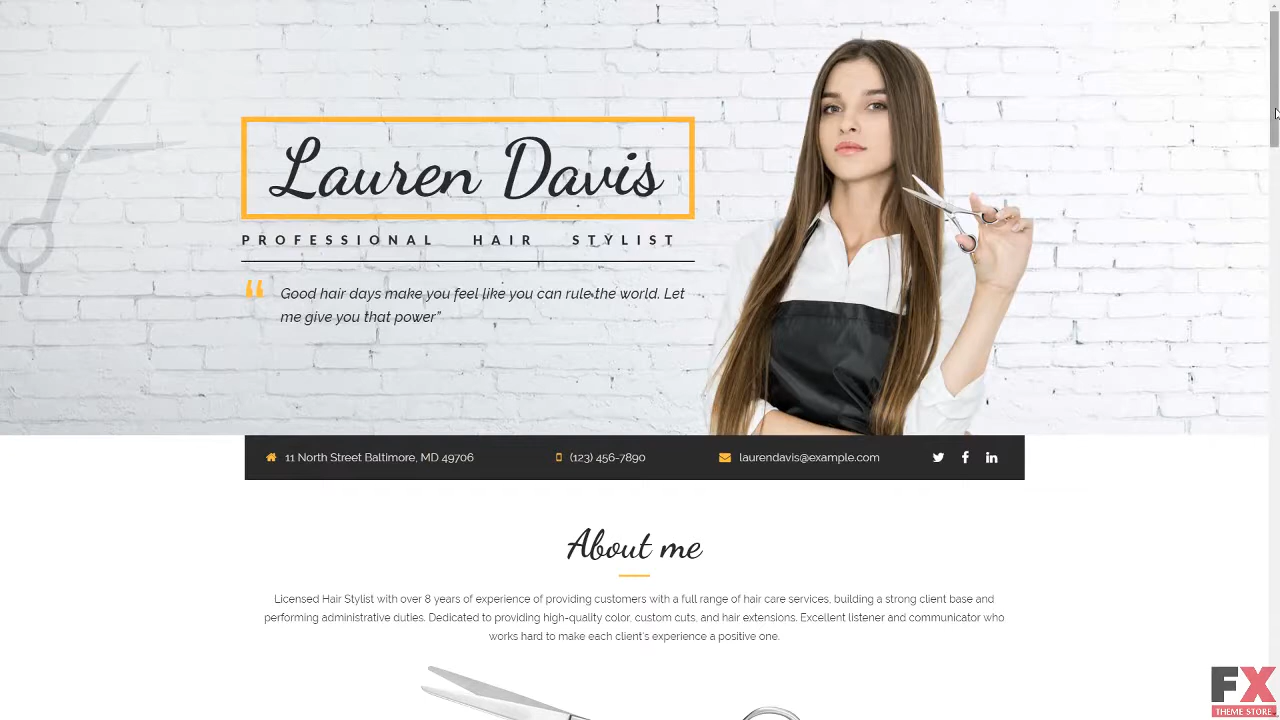 Lauren Davis
PROFESSIONAL HAIR STYLIST
“ Good hair days make you feel like you can rule the world. Let
me give you that power”
11 North Street Baltimore, MD 49706
(123) 456-7890
laurendavis@example.com
About me
Licensed Hair Stylist with over 8 years of experience of providing customers with a full range of hair care services, building a strong client base and
performing administrative duties. Dedicated to providing high-quality color, custom cuts, and hair extensions. Excellent listener and communicator who
works hard to make each client's experience a positive one.
FX
THEME STORE